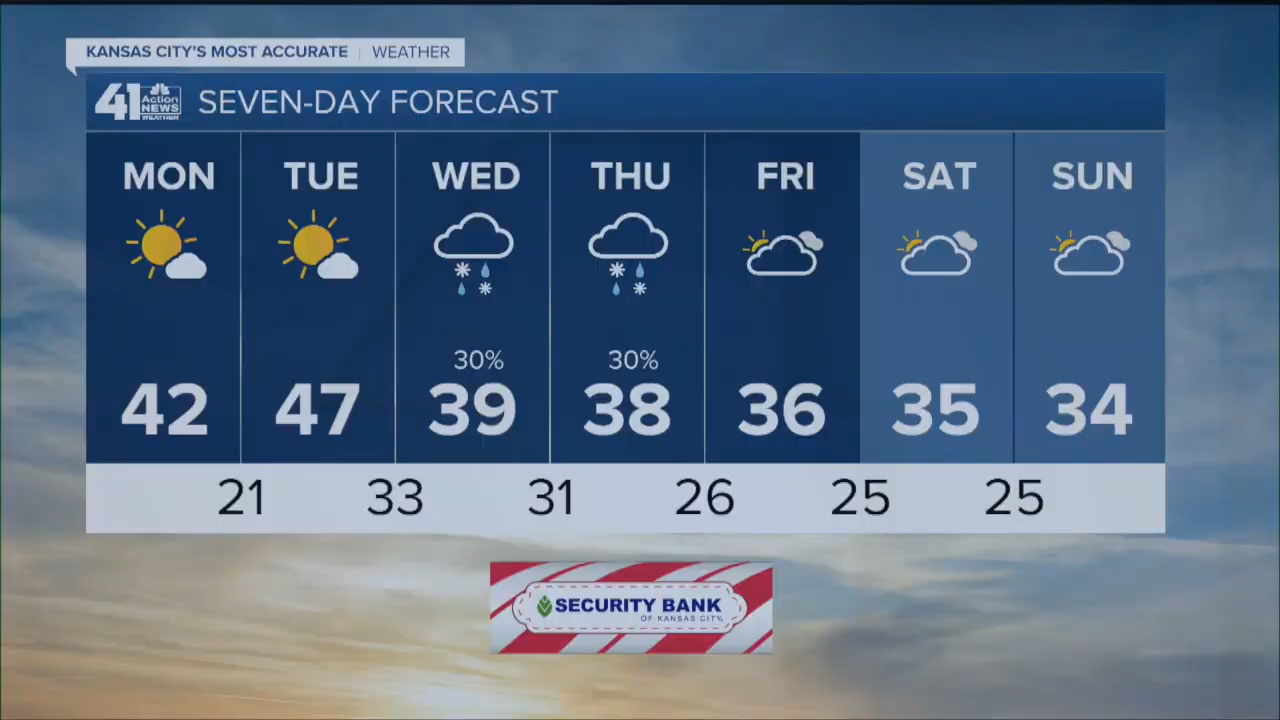 KANSAS CITY'S MOST ACCURATE | WEATHER
41 Action NEWS WEATHER SEVEN-DAY FORECAST
MON TUE WED THU FRI SAT SUN
30% 30%
42 47 39 38 36 35 34
21 33 31 26 25 25
SECURITY BANK
OF KANSAS CITY